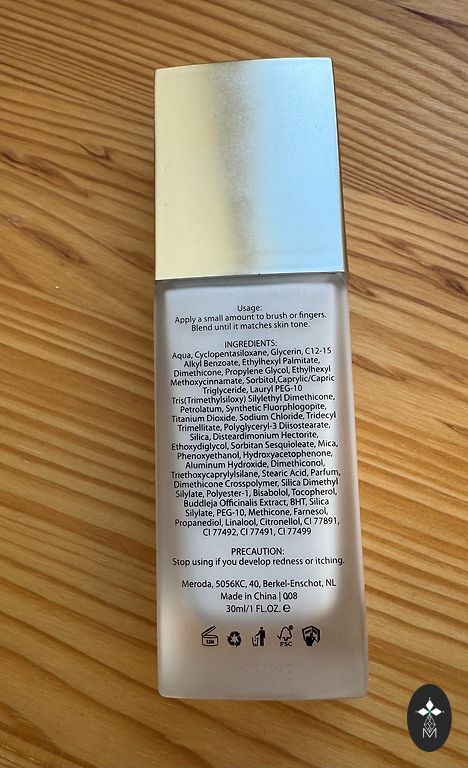 Usage:
Apply a small amount to brush or fingers.
Blend until it matches skin tone.
INGREDIENTS:
Aqua, Cyclopentasiloxane, Glycerin, C12-15
Alkyl Benzoate, Ethylhexyl Palmitate,
Dimethicone, Propylene Glycol, Ethylhexyl
Methoxycinnamate, Sorbitol,Caprylic/Capric
Triglyceride, Lauryl PEG-10
Tris(Trimethylsiloxy) Silylethyl Dimethicone,
Petrolatum, Synthetic Fluorphlogopite,
Titanium Dioxide, Sodium Chloride, Tridecyl
Trimellitate, Polyglyceryl-3 Diisostearate,
Silica, Disteardimonium Hectorite,
Ethoxydiglycol, Sorbitan Sesquioleate, Mica,
Phenoxyethanol, Hydroxyacetophenone,
Aluminum Hydroxide, Dimethiconol,
Triethoxycaprylylsilane, Stearic Acid, Parfum,
Dimethicone Crosspolymer, Silica Dimethyl
Silylate, Polyester-1, Bisabolol, Tocopherol,
Buddleja Officinalis Extract, BHT, Silica
Silylate, PEG-10, Methicone, Farnesol,
Propanediol, Linalool, Citronellol, CI 77891,
CI 77492, CI 77491, CI 77499
PRECAUTION:
Stop using if you develop redness or itching.
Meroda, 5056KC, 40, Berkel-Enschot, NL
Made in China | Q08
30ml/1 FL.OZ. ℮
12M
FSC
M